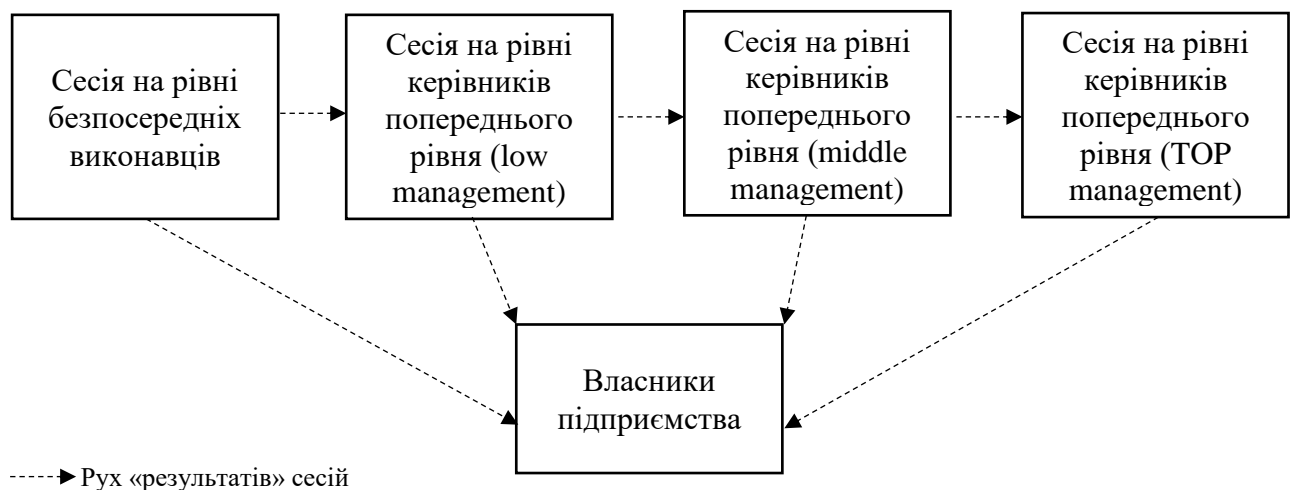 Сесія на рівні
безпосередніх
виконавців
Сесія на рівні
керівників
попереднього
рівня (low
management)
Сесія на рівні
керівників
попереднього
рівня (middle
management)
Сесія на рівні
керівників
попереднього
рівня (TOP
management)
Власники
підприємства
Рух «результатів» сесій